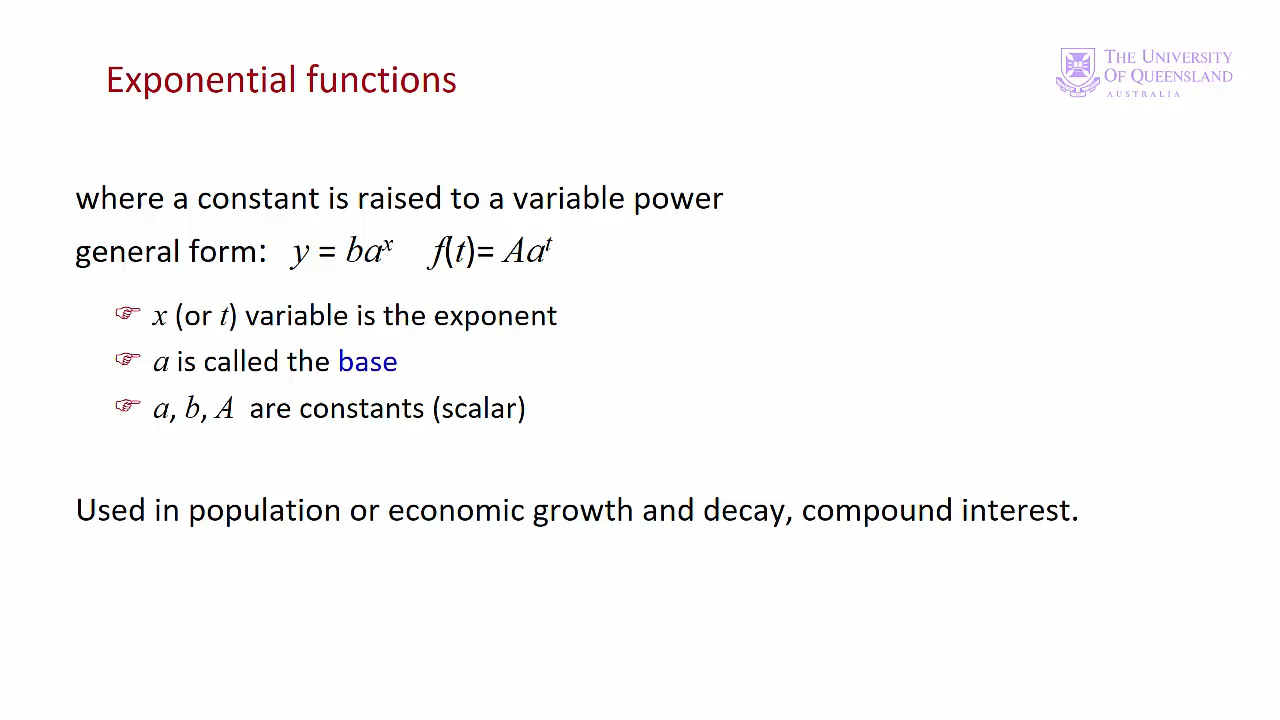 Exponential functions
THE UNIVERSITY
OF QUEENSLAND
AUSTRALIA
where a constant is raised to a variable power
general form: y = baˣ f(t)= Aaᵗ
☞ x (or t) variable is the exponent
☞ a is called the base
☞ a, b, A are constants (scalar)
Used in population or economic growth and decay, compound interest.